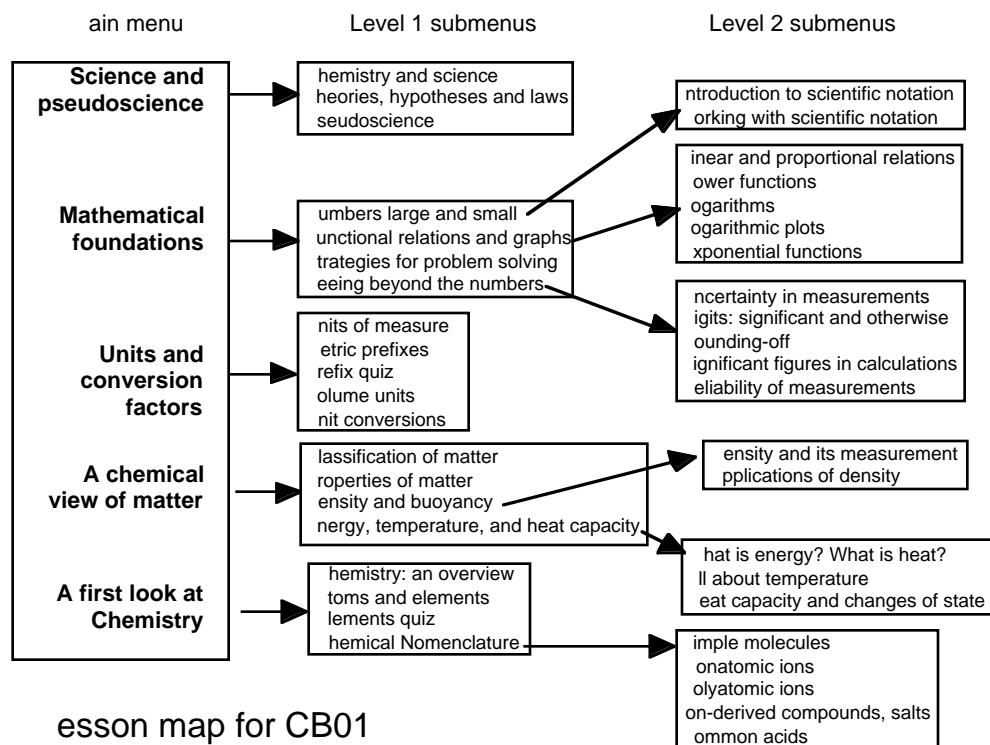 ain menu
Level 1 submenus
Level 2 submenus
Science and
pseudoscience
hemistry and science
heories, hypotheses and laws
seudoscience
ntroduction to scientific notation
orking with scientific notation
Mathematical
foundations
umbers large and small
unctional relations and graphs
trategies for problem solving
eeing beyond the numbers
inear and proportional relations
ower functions
ogarithms
ogarithmic plots
xponential functions
ncertainty in measurements
igits: significant and otherwise
ounding-off
ignificant figures in calculations
eliability of measurements
Units and
conversion
factors
nits of measure
etric prefixes
refix quiz
olume units
nit conversions
A chemical
view of matter
lassification of matter
roperties of matter
ensity and buoyancy
nergy, temperature, and heat capacity
ensity and its measurement
pplications of density
hat is energy? What is heat?
ll about temperature
eat capacity and changes of state
A first look at
Chemistry
hemistry: an overview
toms and elements
lements quiz
hemical Nomenclature
imple molecules
onatomic ions
olyatomic ions
on-derived compounds, salts
ommon acids
esson map for CB01